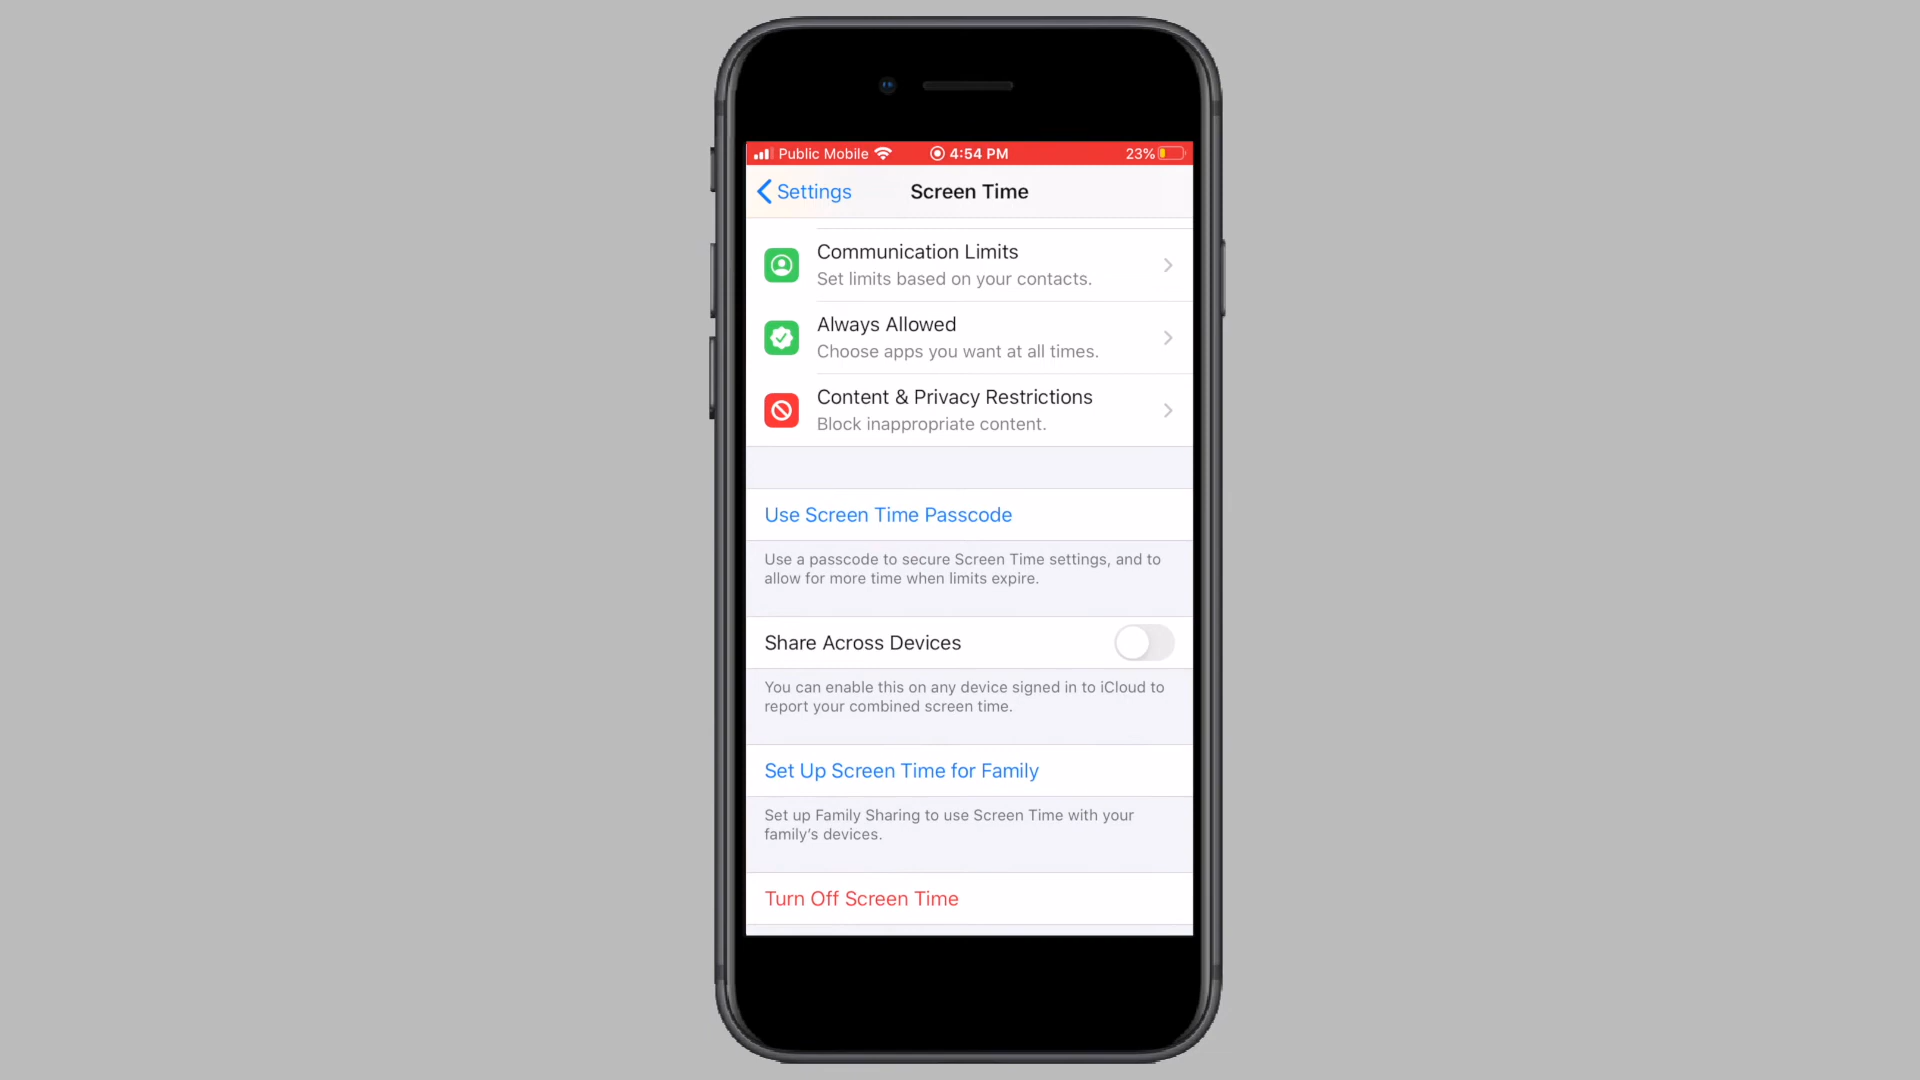 Public Mobile 4:54 PM 23%
Settings Screen Time
Communication Limits
Set limits based on your contacts.
Always Allowed
Choose apps you want at all times.
Content & Privacy Restrictions
Block inappropriate content.
Use Screen Time Passcode
Use a passcode to secure Screen Time settings, and to
allow for more time when limits expire.
Share Across Devices
You can enable this on any device signed in to iCloud to
report your combined screen time.
Set Up Screen Time for Family
Set up Family Sharing to use Screen Time with your
family’s devices.
Turn Off Screen Time